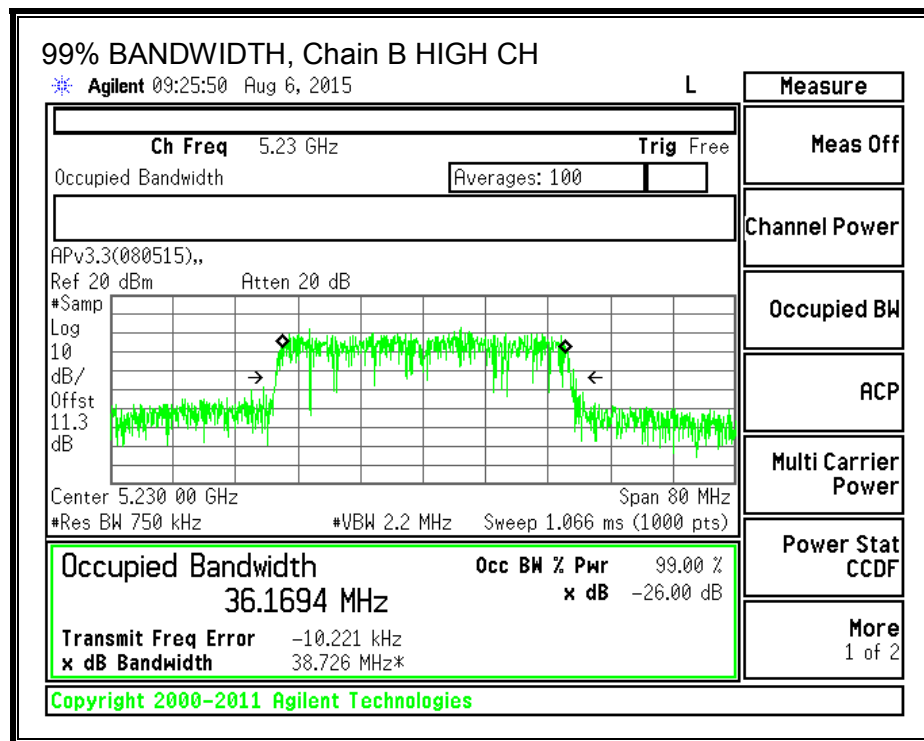 99% BANDWIDTH, Chain B HIGH CH
Agilent 09:25:50 Aug 6, 2015 L
Ch Freq 5.23 GHz Trig Free
Occupied Bandwidth Averages: 100
APv3.3(080515),,
Ref 20 dBm Atten 20 dB
#Samp
Log
10
dB/
Offst
11.3
dB
Center 5.230 00 GHz Span 80 MHz
#Res BW 750 kHz #VBW 2.2 MHz Sweep 1.066 ms (1000 pts)
Occupied Bandwidth Occ BW % Pwr 99.00 %
36.1694 MHz x dB -26.00 dB
Transmit Freq Error -10.221 kHz
x dB Bandwidth 38.726 MHz*
Copyright 2000-2011 Agilent Technologies
Measure
Meas Off
Channel Power
Occupied BW
ACP
Multi Carrier
Power
Power Stat
CCDF
More
1 of 2